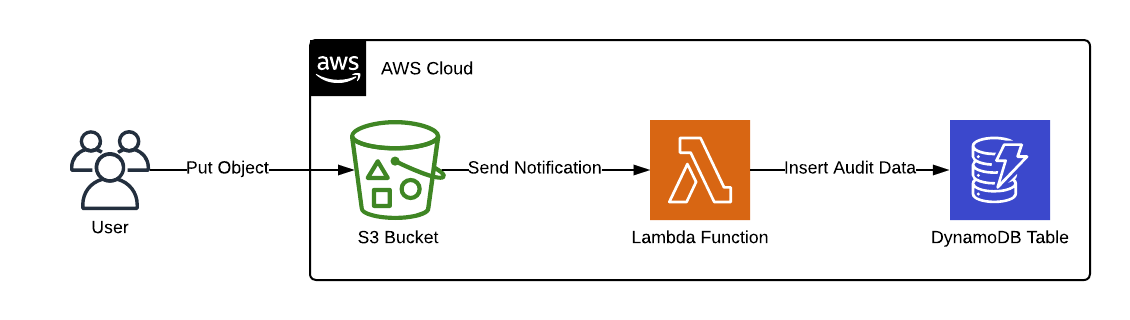 aws
AWS Cloud
Put Object
Send Notification
Insert Audit Data
User
S3 Bucket
Lambda Function
DynamoDB Table